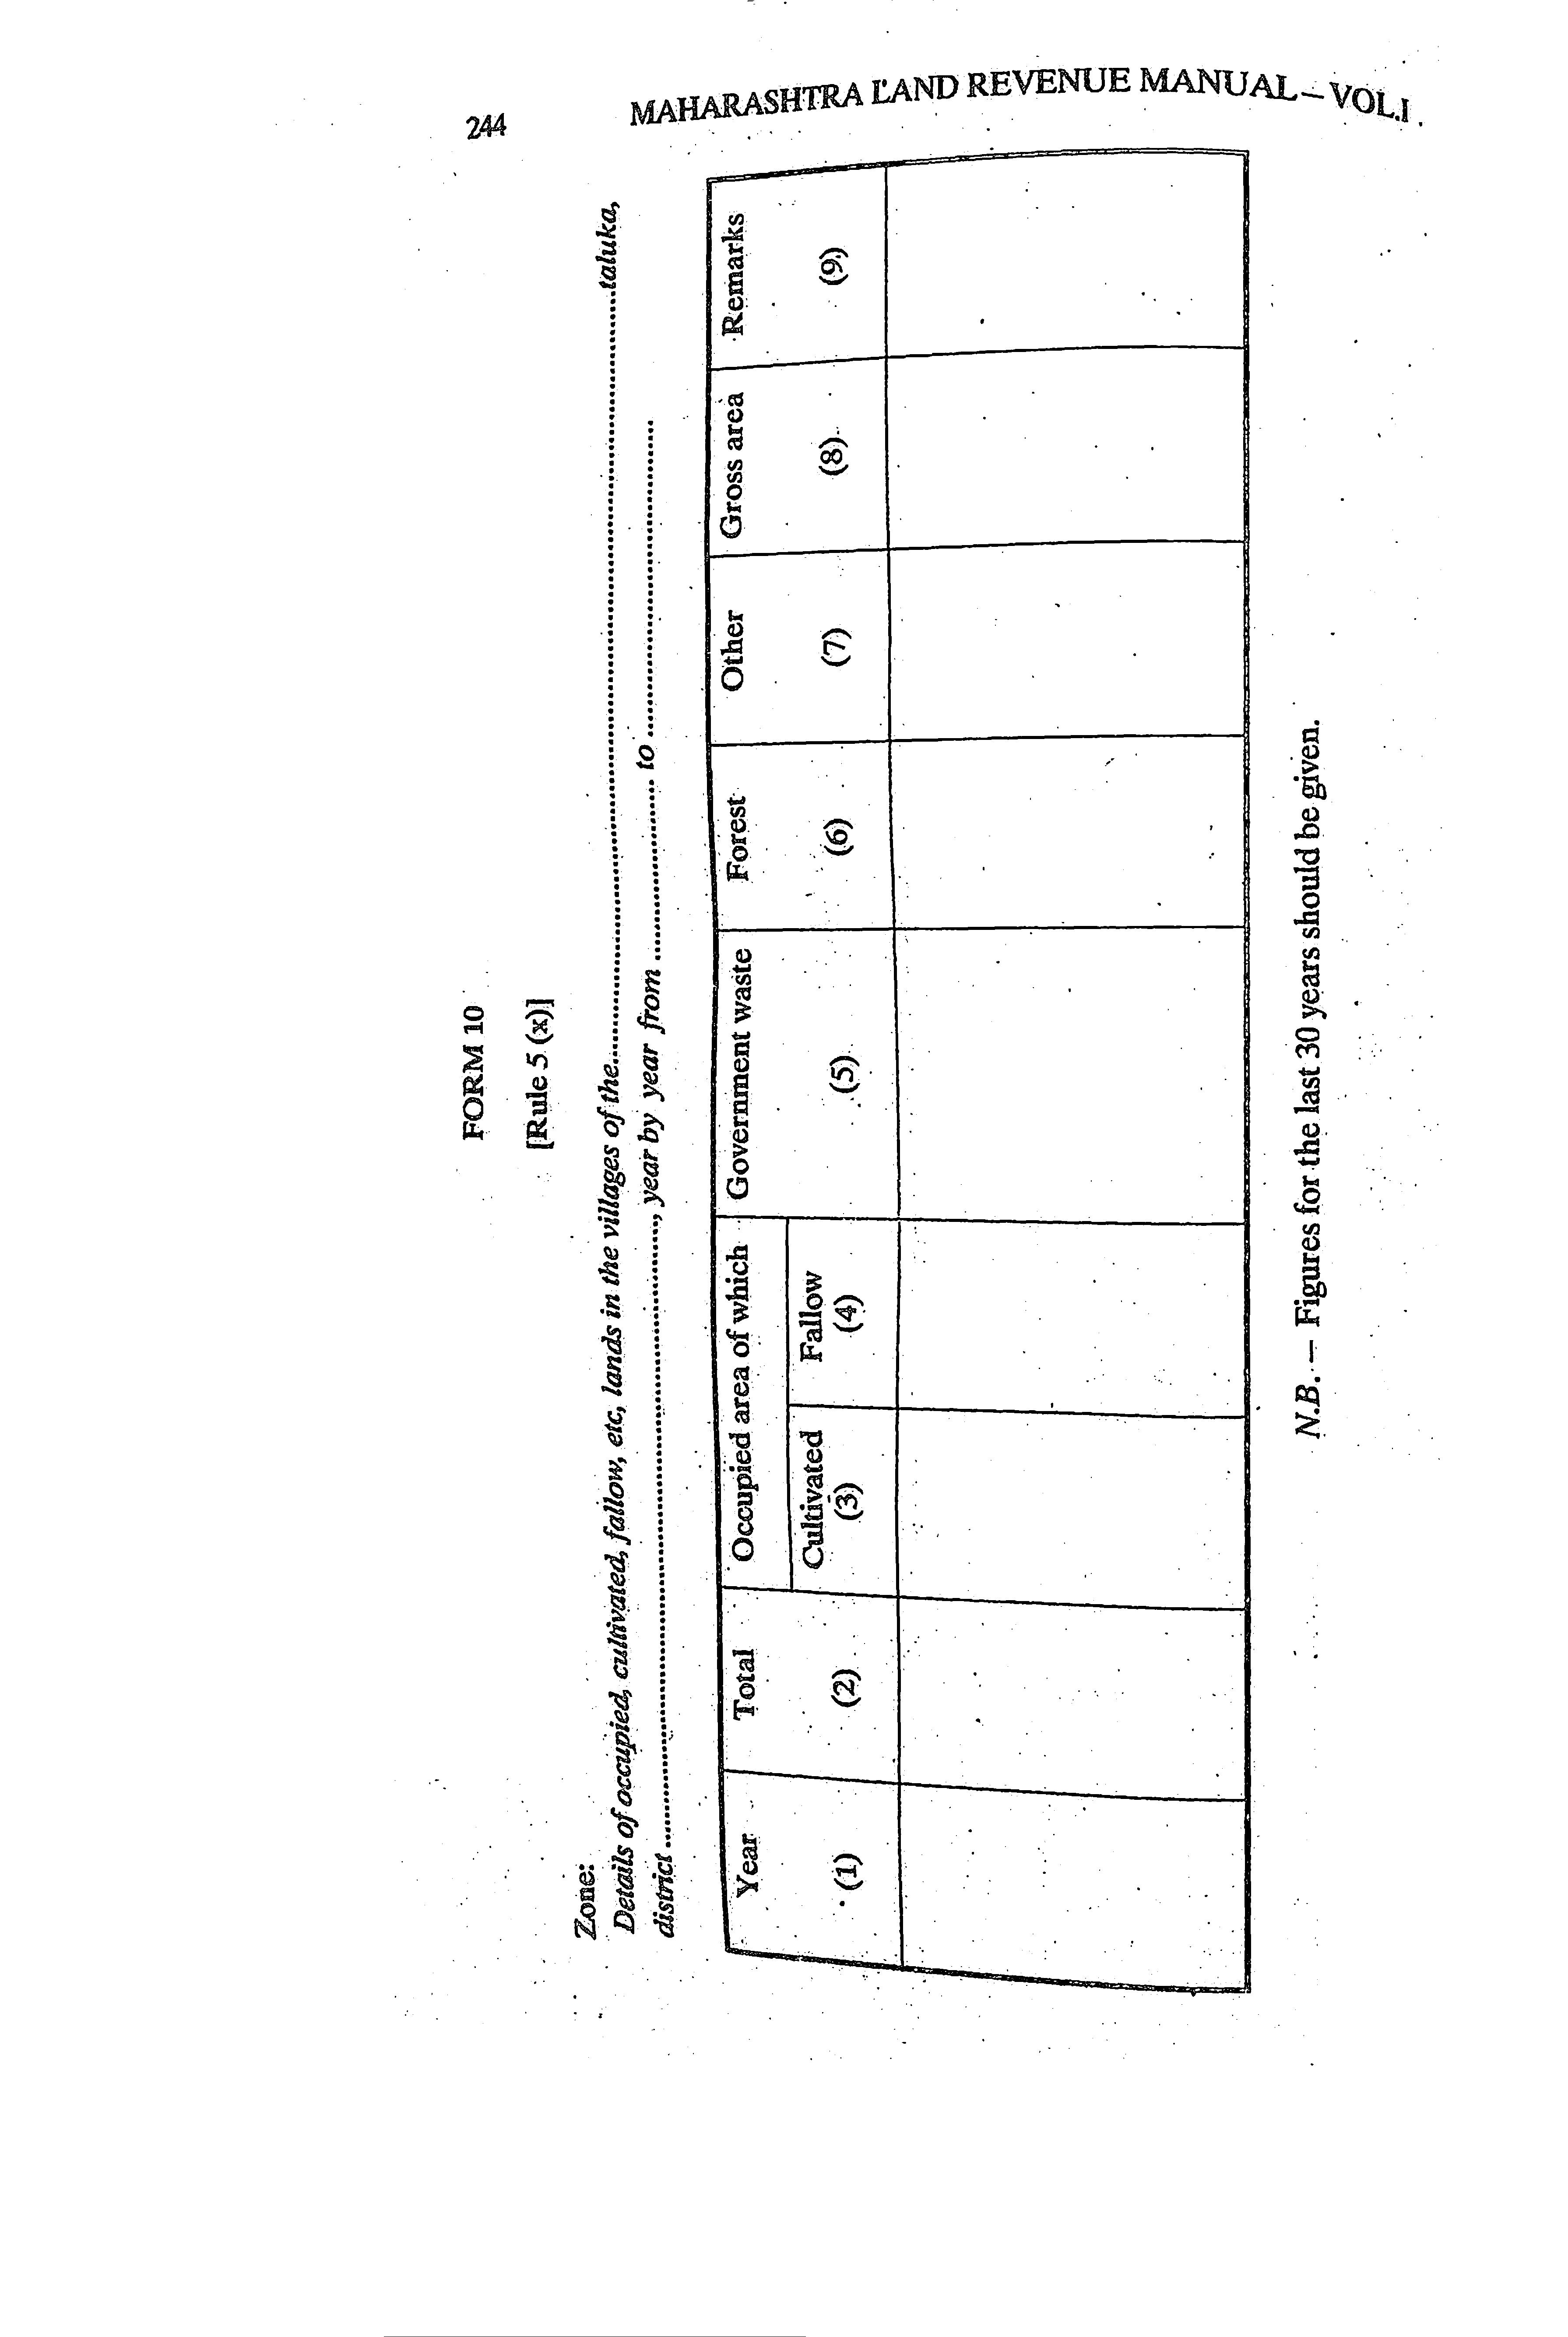 244 MAHARASHTRA LAND REVENUE MANUAL – VOL.I
FORM 10
[Rule 5 (x)]
Zone:
Details of occupied, cultivated, fallow, etc, lands in the villages of the..........................................................................................taluka,
district ...................................................................................., year by year from ........................ to ..........................................
Year Total Occupied area of which Government waste Forest Other Gross area Remarks
Cultivated Fallow
(1) (2) (3) (4) (5) (6) (7) (8) (9)
N.B. — Figures for the last 30 years should be given.